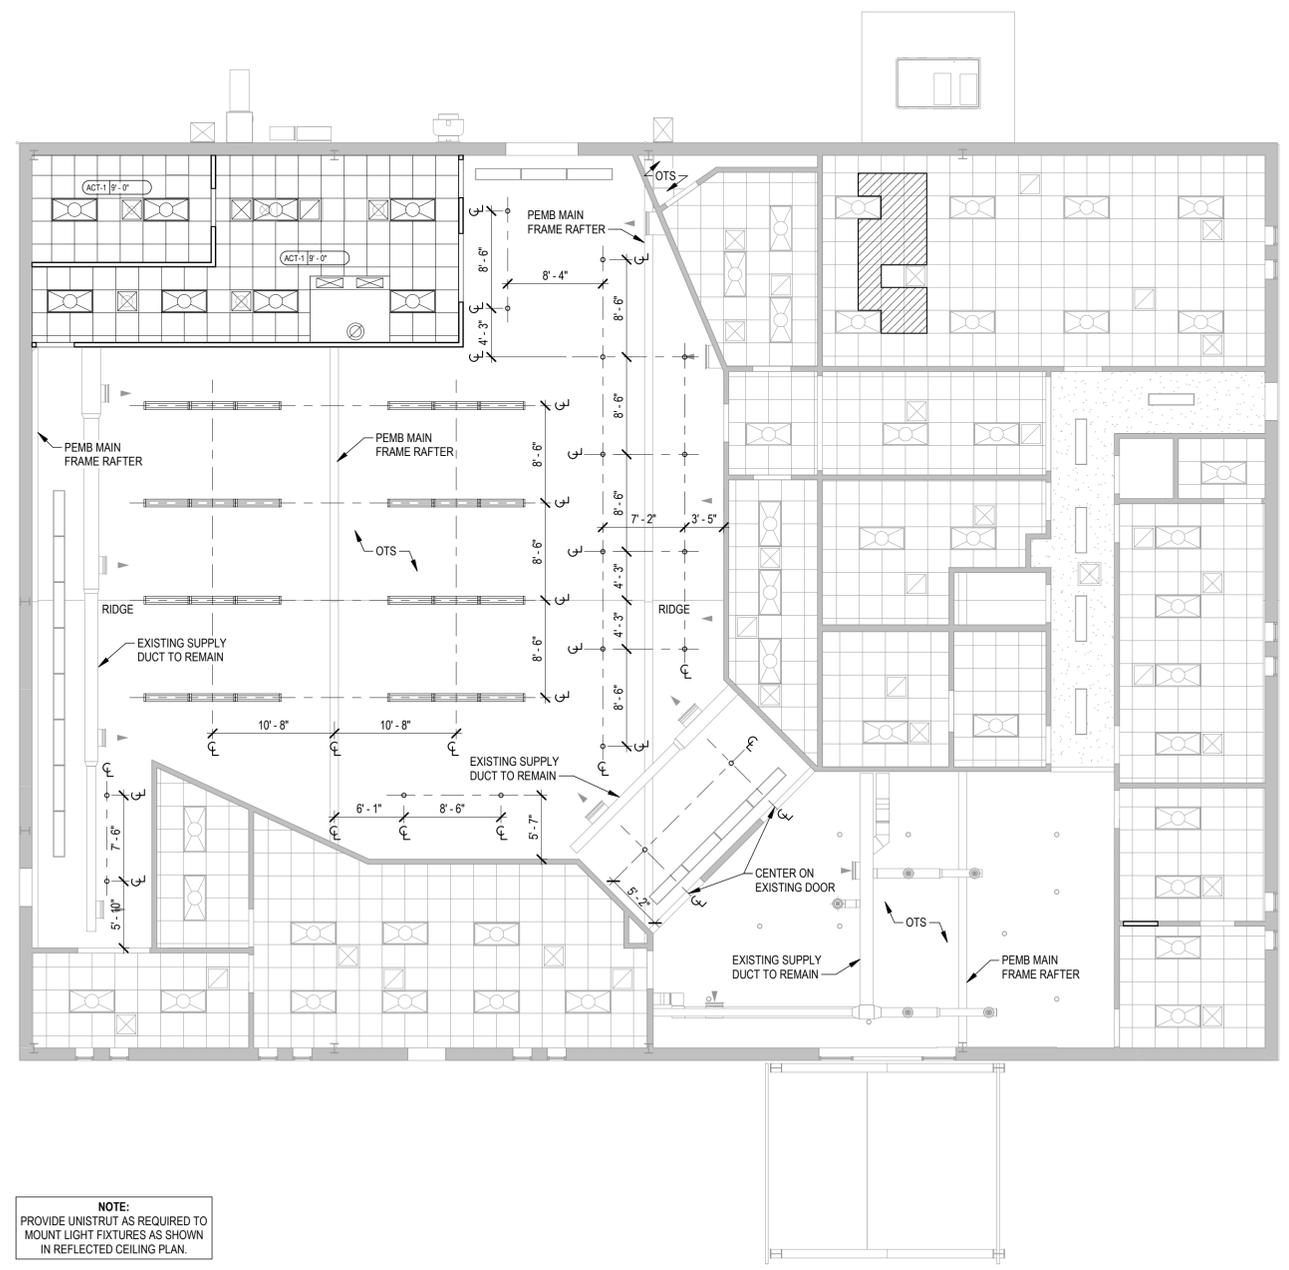 ACT-1 9' - 0"
OTS
PEMB MAIN
FRAME RAFTER
8' - 6"
8' - 4"
ACT-1 9' - 0"
8' - 6"
4' - 3"
8' - 6"
PEMB MAIN
FRAME RAFTER
PEMB MAIN
FRAME RAFTER
8' - 6"
8' - 6"
7' - 2"
3' - 5"
OTS
8' - 6"
4' - 3"
RIDGE
RIDGE
4' - 3"
EXISTING SUPPLY
DUCT TO REMAIN
8' - 6"
8' - 6"
10' - 8"
10' - 8"
EXISTING SUPPLY
DUCT TO REMAIN
6' - 1"
8' - 6"
5' - 7"
7' - 6"
CENTER ON
EXISTING DOOR
5' - 2"
5' - 10"
OTS
EXISTING SUPPLY
DUCT TO REMAIN
PEMB MAIN
FRAME RAFTER
NOTE:
PROVIDE UNISTRUT AS REQUIRED TO
MOUNT LIGHT FIXTURES AS SHOWN
IN REFLECTED CEILING PLAN.